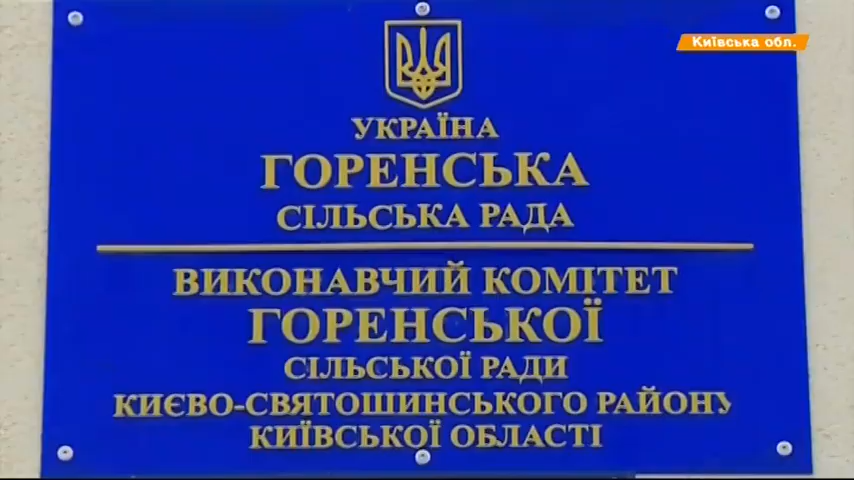 Київська обл.
УКРАЇНА
ГОРЕНСЬКА
СІЛЬСЬКА РАДА
ВИКОНАВЧИЙ КОМІТЕТ
ГОРЕНСЬКОЇ
СІЛЬСЬКОЇ РАДИ
КИЄВО-СВЯТОШИНСЬКОГО РАЙОНУ
КИЇВСЬКОЇ ОБЛАСТІ